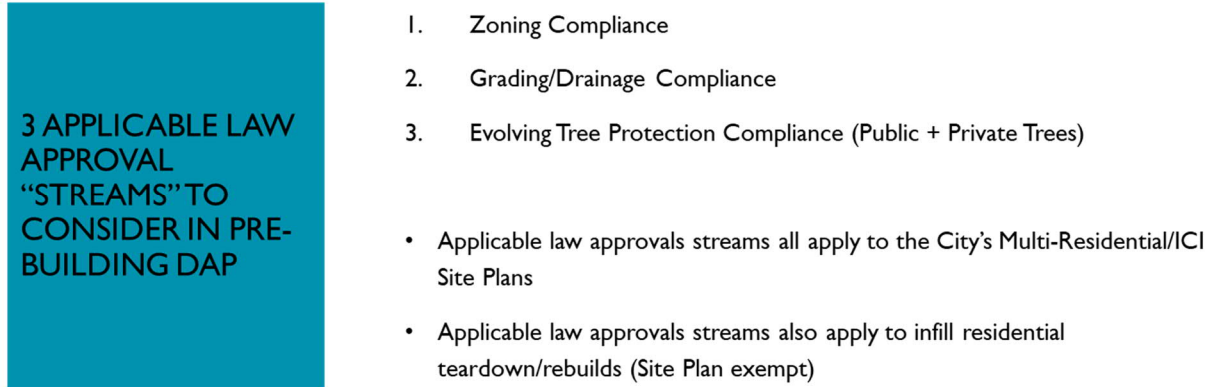 3 APPLICABLE LAW
APPROVAL
“STREAMS” TO
CONSIDER IN PRE-
BUILDING DAP
1. Zoning Compliance
2. Grading/Drainage Compliance
3. Evolving Tree Protection Compliance (Public + Private Trees)
• Applicable law approvals streams all apply to the City’s Multi-Residential/ICI
Site Plans
• Applicable law approvals streams also apply to infill residential
teardown/rebuilds (Site Plan exempt)